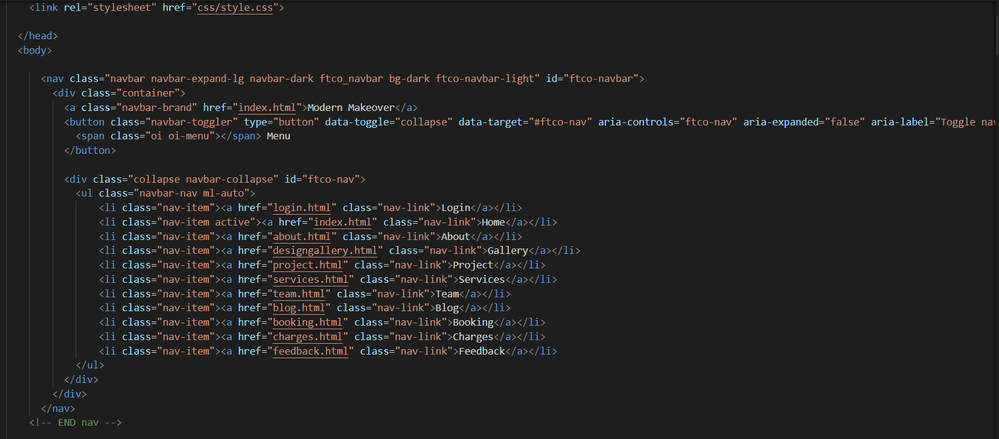 <link rel="stylesheet" href="css/style.css">
</head>
<body>
<nav class="navbar navbar-expand-lg navbar-dark ftco_navbar bg-dark ftco-navbar-light" id="ftco-navbar">
<div class="container">
<a class="navbar-brand" href="index.html">Modern Makeover</a>
<button class="navbar-toggler" type="button" data-toggle="collapse" data-target="#ftco-nav" aria-controls="ftco-nav" aria-expanded="false" aria-label="Toggle nav
<span class="oi oi-menu"></span> Menu
</button>
<div class="collapse navbar-collapse" id="ftco-nav">
<ul class="navbar-nav ml-auto">
<li class="nav-item"><a href="login.html" class="nav-link">Login</a></li>
<li class="nav-item active"><a href="index.html" class="nav-link">Home</a></li>
<li class="nav-item"><a href="about.html" class="nav-link">About</a></li>
<li class="nav-item"><a href="designgallery.html" class="nav-link">Gallery</a></li>
<li class="nav-item"><a href="project.html" class="nav-link">Project</a></li>
<li class="nav-item"><a href="services.html" class="nav-link">Services</a></li>
<li class="nav-item"><a href="team.html" class="nav-link">Team</a></li>
<li class="nav-item"><a href="blog.html" class="nav-link">Blog</a></li>
<li class="nav-item"><a href="booking.html" class="nav-link">Booking</a></li>
<li class="nav-item"><a href="charges.html" class="nav-link">Charges</a></li>
<li class="nav-item"><a href="feedback.html" class="nav-link">Feedback</a></li>
</ul>
</div>
</div>
</nav>
<!-- END nav -->